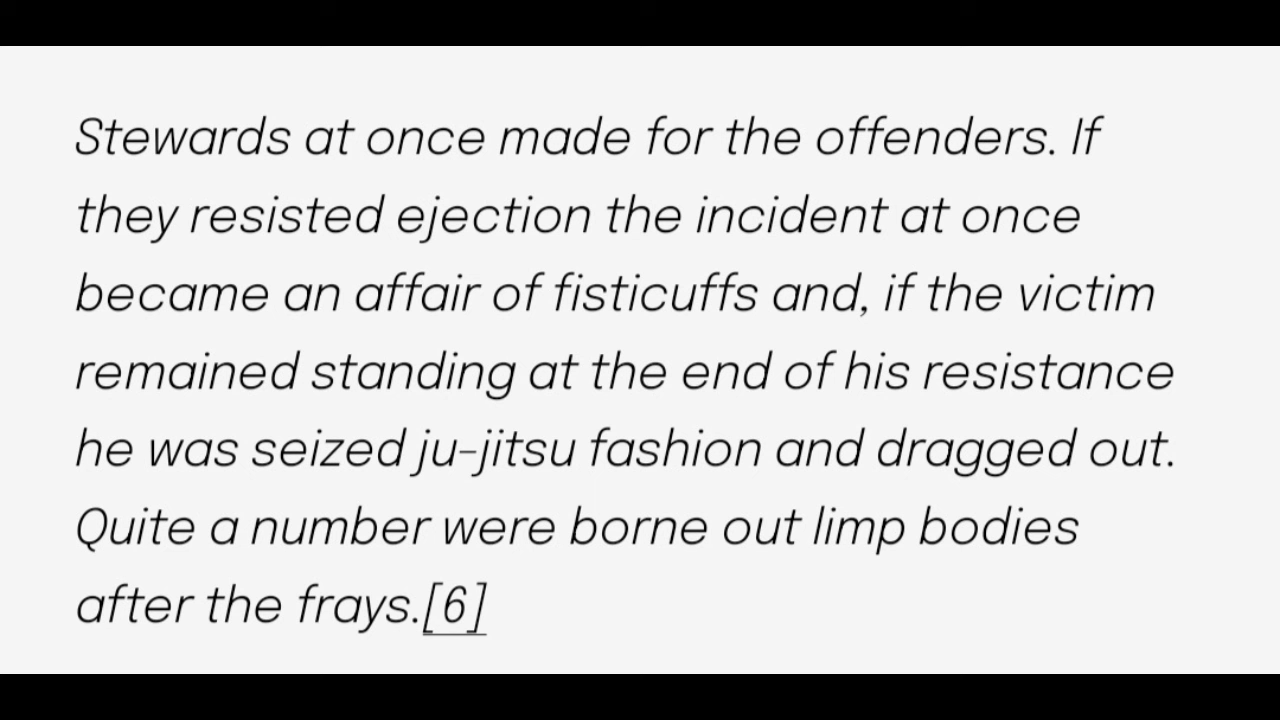 Stewards at once made for the offenders. If
they resisted ejection the incident at once
became an affair of fisticuffs and, if the victim
remained standing at the end of his resistance
he was seized ju-jitsu fashion and dragged out.
Quite a number were borne out limp bodies
after the frays.[6]